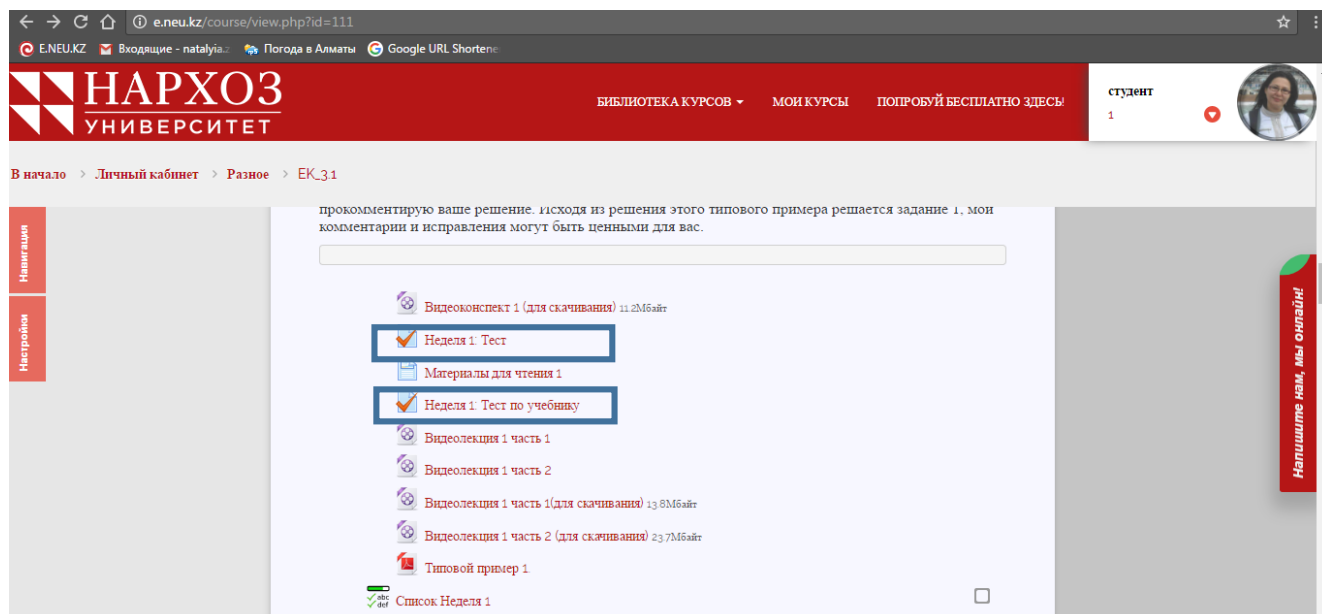 e.neu.kz/course/view.php?id=111
E.NEU.KZ Входящие - natalyia.z Погода в Алматы Google URL Shortene
НАРХОЗ
УНИВЕРСИТЕТ
БИБЛИОТЕКА КУРСОВ МОИ КУРСЫ ПОПРОБУЙ БЕСПЛАТНО ЗДЕСЬ!
студент
1
В начало > Личный кабинет > Разное > EK_3.1
прокомментирую ваше решение. Исходя из решения этого типового примера решается задание 1, мои
комментарии и исправления могут быть ценными для вас.
Навигация
Настройки
Видеоконспект 1 (для скачивания) 11.2Мбайт
Неделя 1: Тест
Материалы для чтения 1
Неделя 1: Тест по учебнику
Видеолекция 1 часть 1
Видеолекция 1 часть 2
Видеолекция 1 часть 1(для скачивания) 13.8Мбайт
Видеолекция 1 часть 2 (для скачивания) 23.7Мбайт
Типовой пример 1.
abc
def
Список Неделя 1
Напишите нам, мы онлайн!